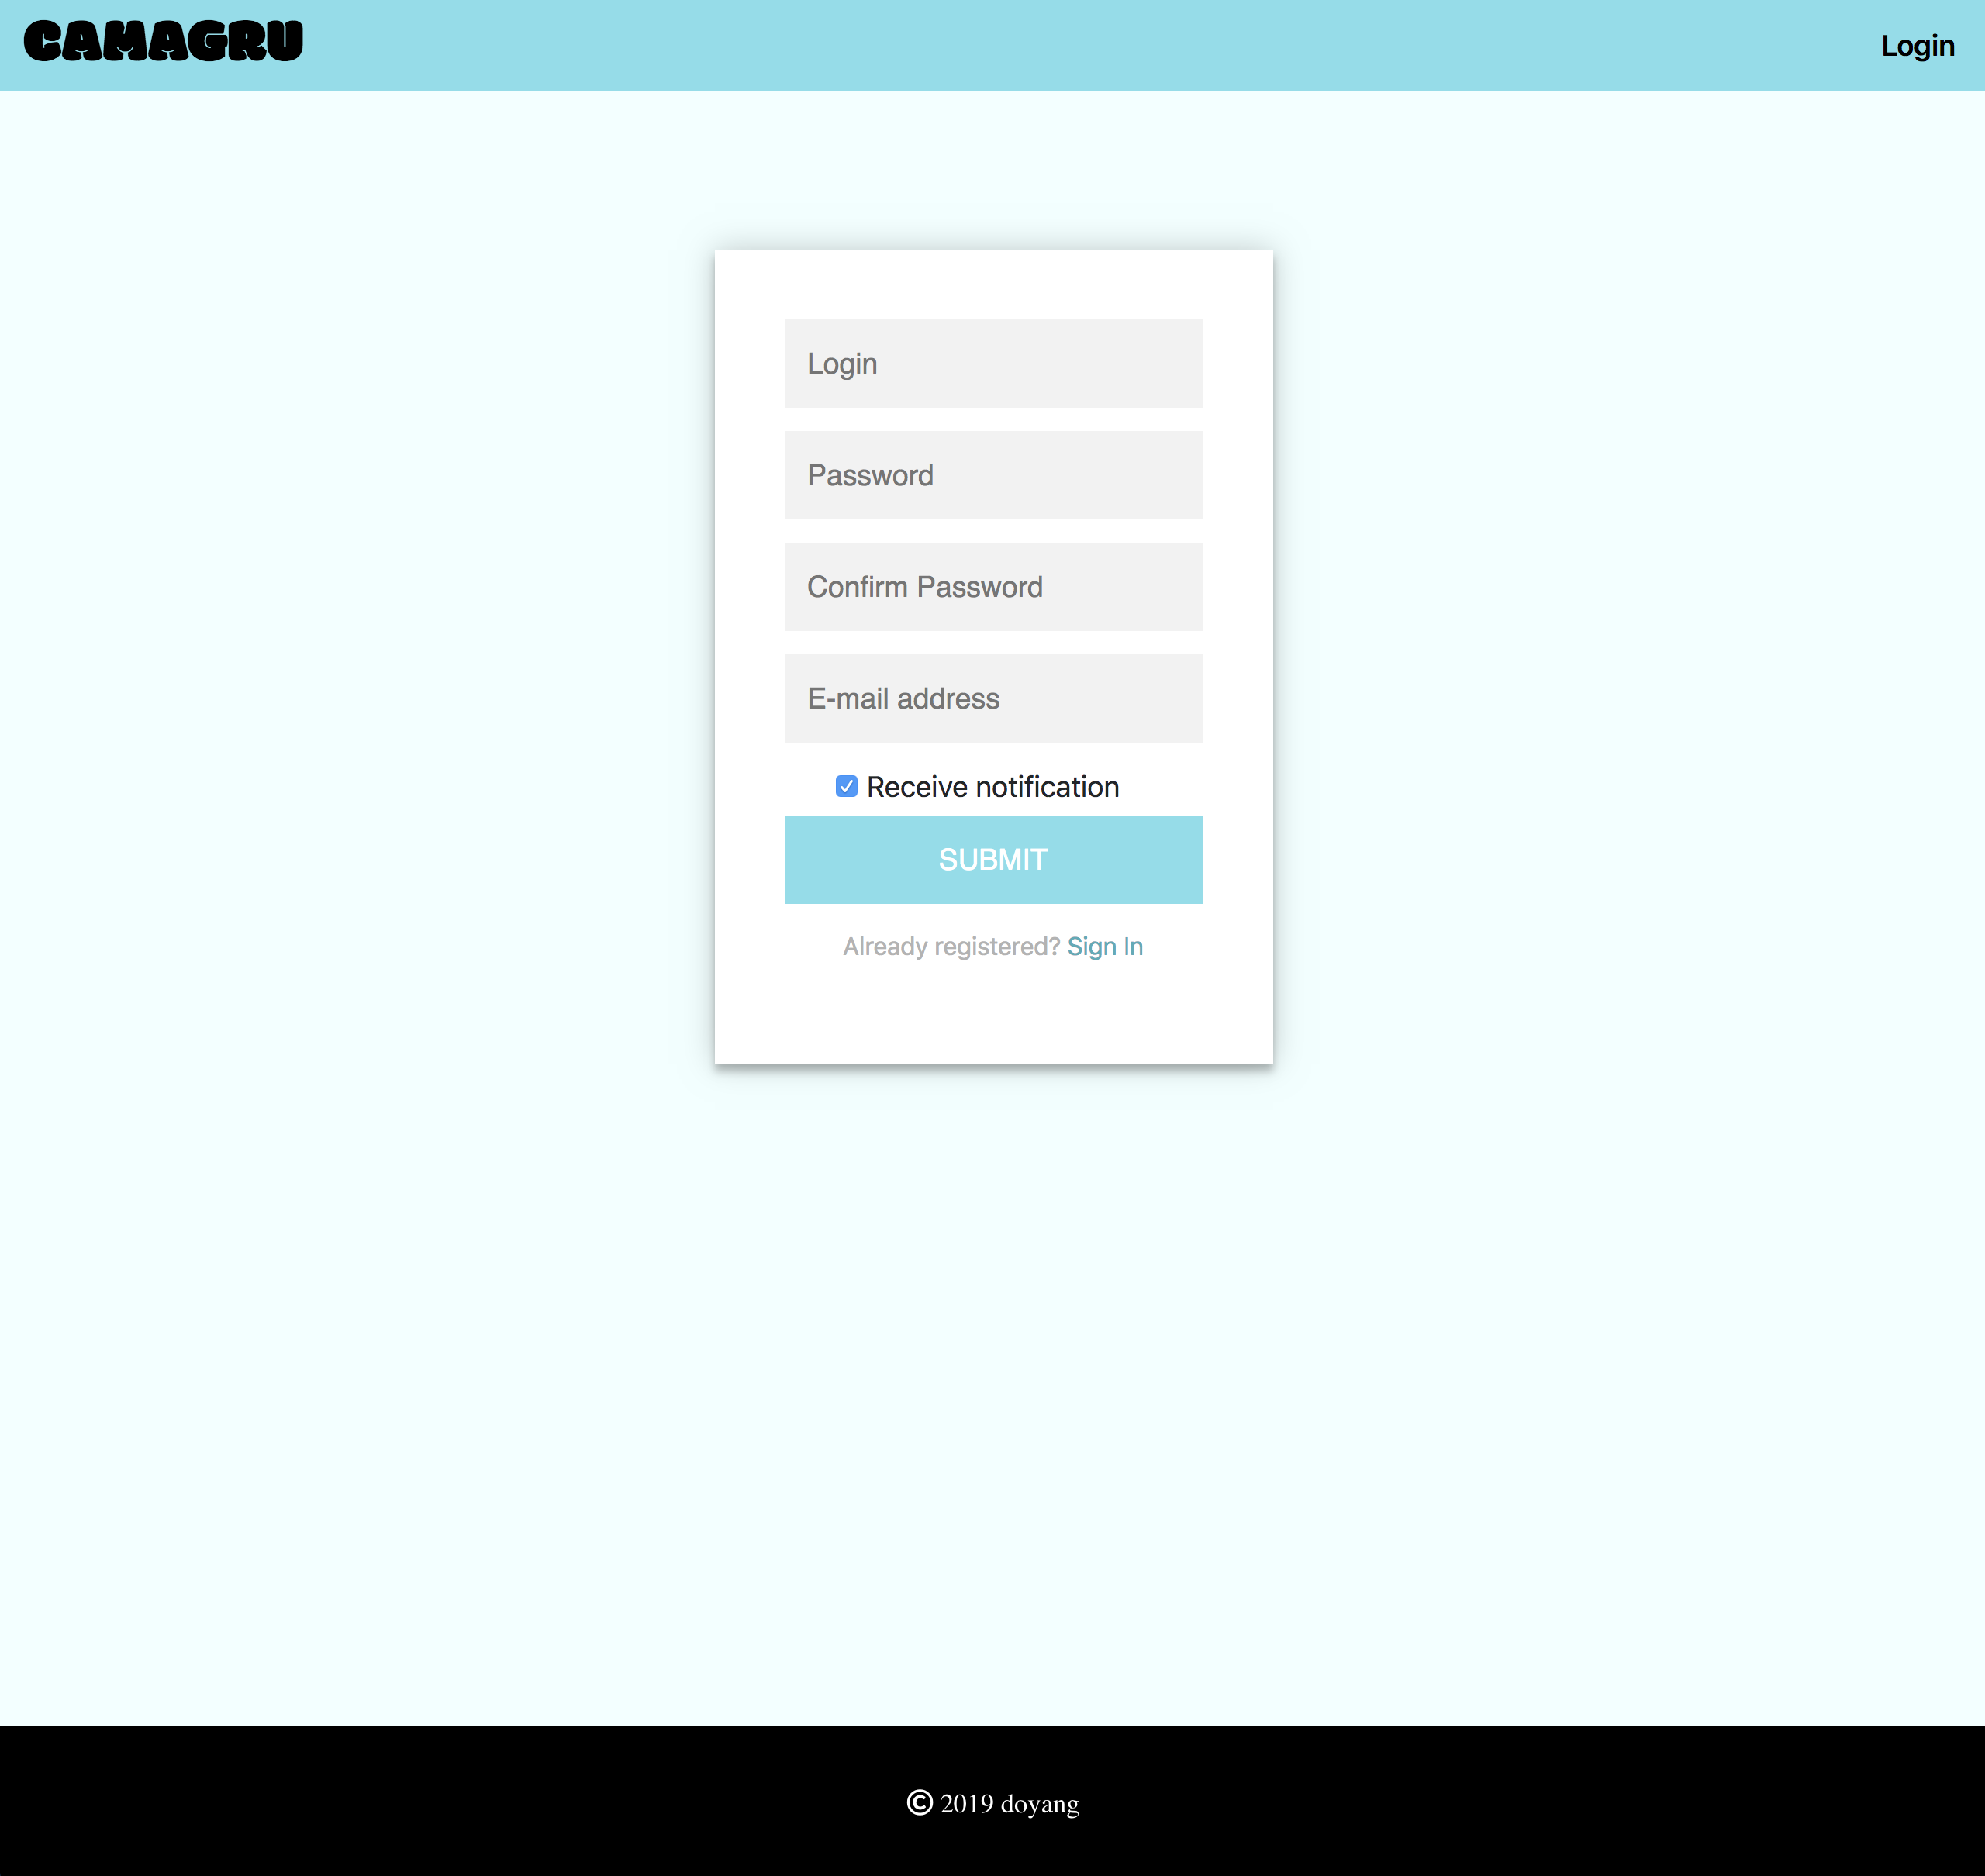 CAMAGRU
Login
Login
Password
Confirm Password
E-mail address
Receive notification
SUBMIT
Already registered? Sign In
© 2019 doyang